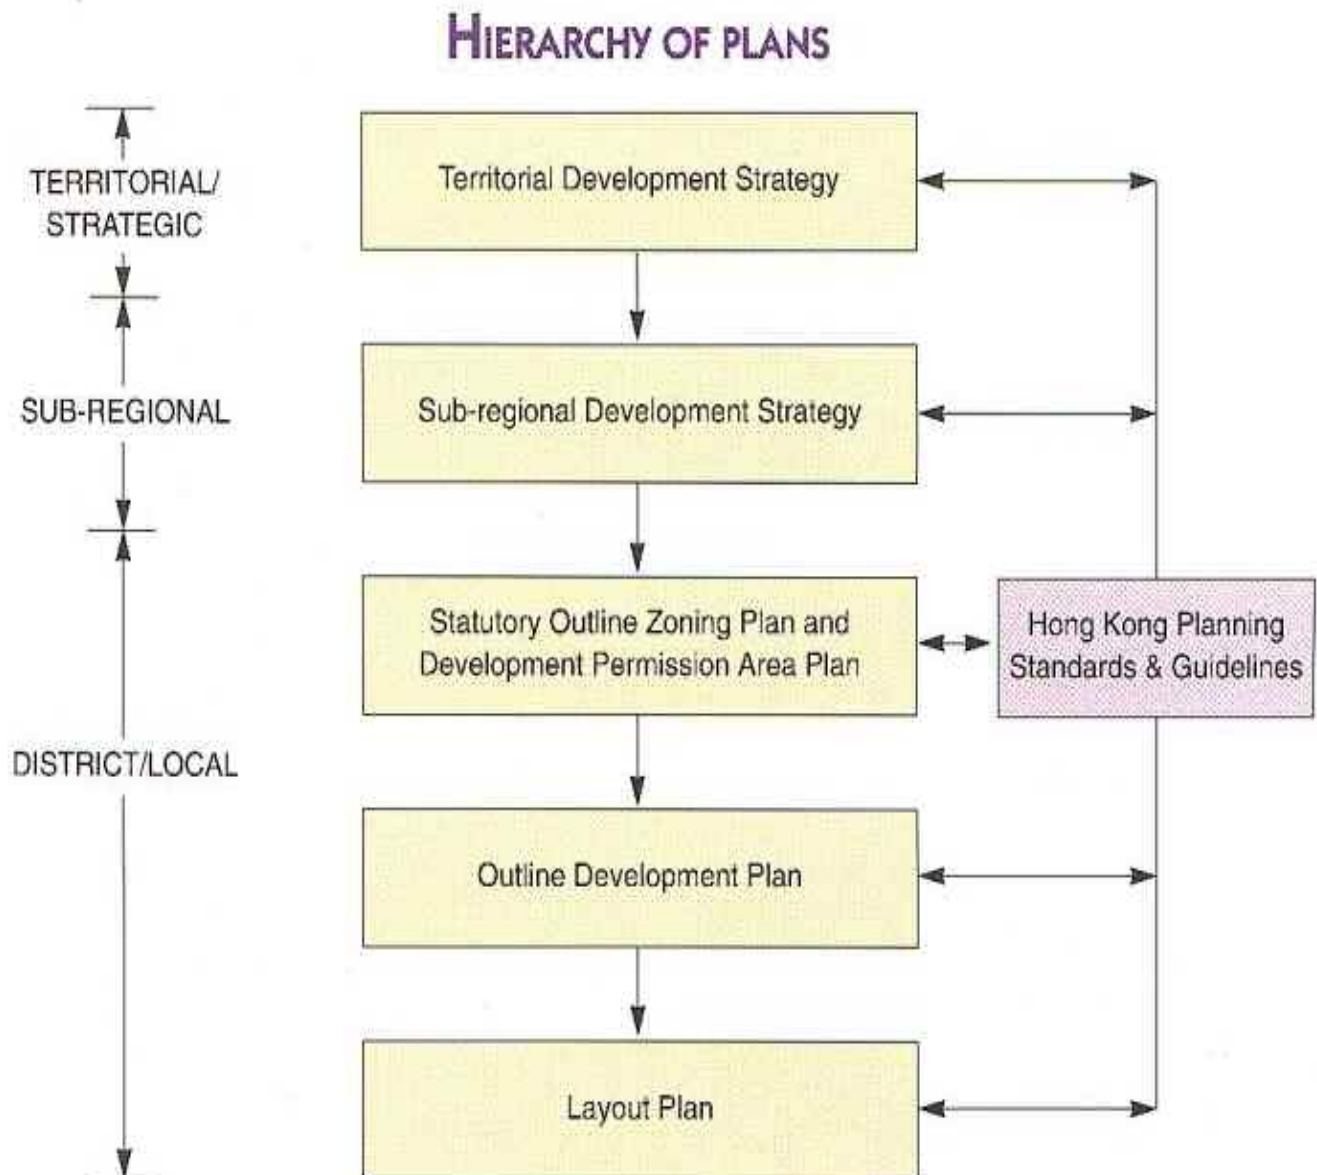 HIERARCHY OF PLANS
TERRITORIAL/
STRATEGIC
Territorial Development Strategy
SUB-REGIONAL
Sub-regional Development Strategy
Statutory Outline Zoning Plan and
Development Permission Area Plan
Hong Kong Planning
Standards & Guidelines
DISTRICT/LOCAL
Outline Development Plan
Layout Plan